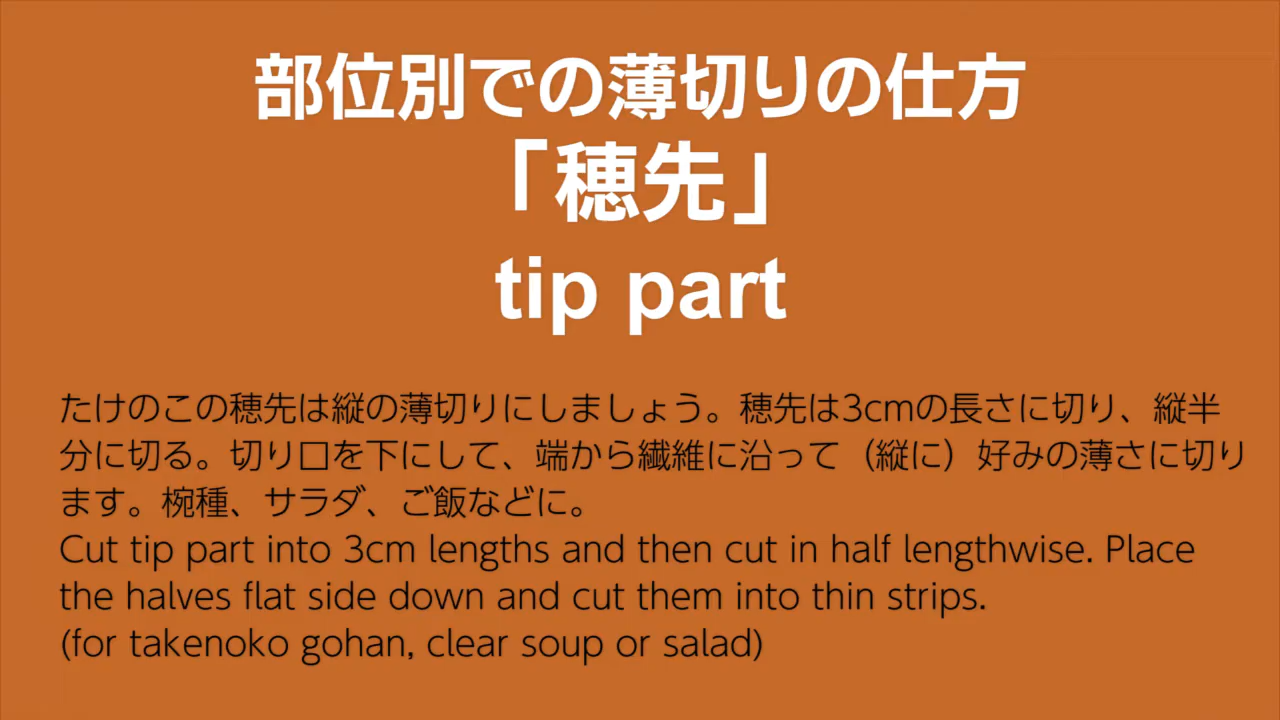 部位別での薄切りの仕方
「穂先」
tip part
たけのこの穂先は縦の薄切りにしましょう。穂先は3cmの長さに切り、縦半
分に切る。切り口を下にして、端から繊維に沿って（縦に）好みの薄さに切り
ます。椀種、サラダ、ご飯などに。
Cut tip part into 3cm lengths and then cut in half lengthwise. Place
the halves flat side down and cut them into thin strips.
(for takenoko gohan, clear soup or salad)